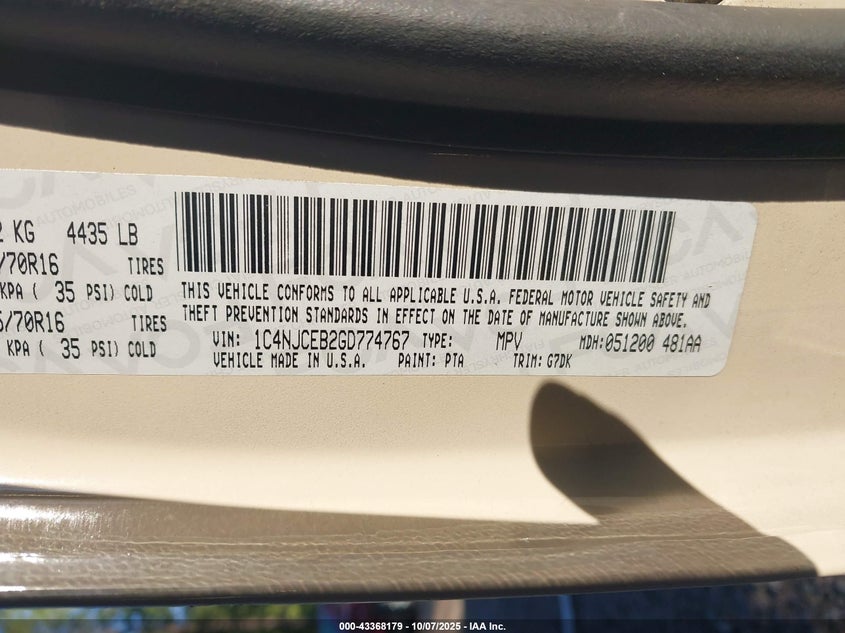 2 KG 4435 LB
/70R16 TIRES
KPA ( 35 PSI) COLD
5/70R16 TIRES
KPA ( 35 PSI) COLD
THIS VEHICLE CONFORMS TO ALL APPLICABLE U.S.A. FEDERAL MOTOR VEHICLE SAFETY AND
THEFT PREVENTION STANDARDS IN EFFECT ON THE DATE OF MANUFACTURE SHOWN ABOVE.
VIN: 1C4NJCEB2GD774767 TYPE: MPV MDH:051200 481AA
VEHICLE MADE IN U.S.A. PAINT: PTA TRIM: G7DK
000-43368179 - 10/07/2025 - IAA Inc.